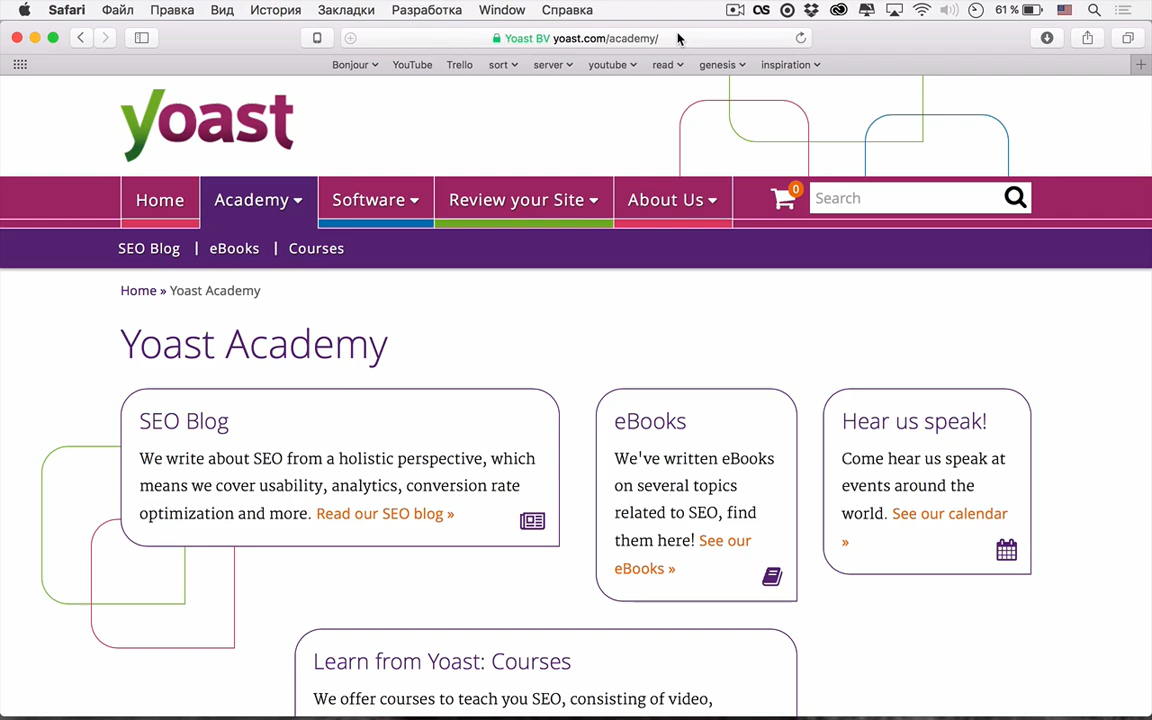 Safari Файл Правка Вид История Закладки Разработка Window Справка 61 %
Yoast BV yoast.com/academy/
Bonjour YouTube Trello sort server youtube read genesis inspiration
yoast
Home Academy Software Review your Site About Us 0 Search
SEO Blog | eBooks | Courses
Home » Yoast Academy
Yoast Academy
SEO Blog
We write about SEO from a holistic perspective, which
means we cover usability, analytics, conversion rate
optimization and more. Read our SEO blog »
eBooks
We've written eBooks
on several topics
related to SEO, find
them here! See our
eBooks »
Hear us speak!
Come hear us speak at
events around the
world. See our calendar
»
Learn from Yoast: Courses
We offer courses to teach you SEO, consisting of video,